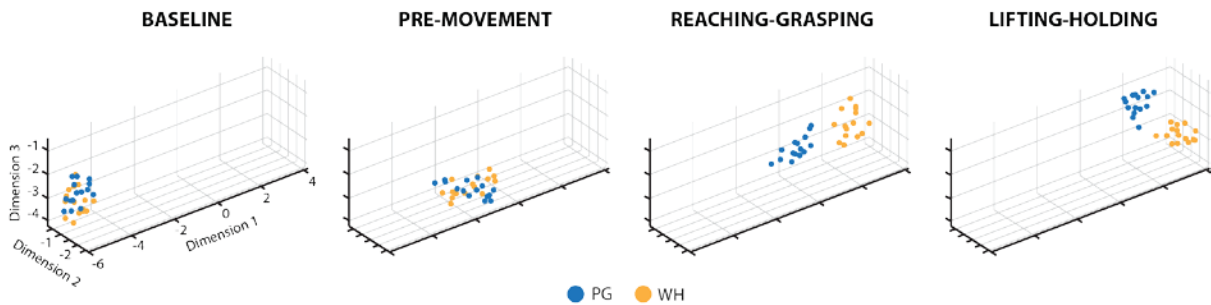 BASELINE PRE-MOVEMENT REACHING-GRASPING LIFTING-HOLDING
Dimension 3
-1
-2
-3
-4
Dimension 2
-1
-2
-6
-4
-2
0
2
4
Dimension 1
PG WH